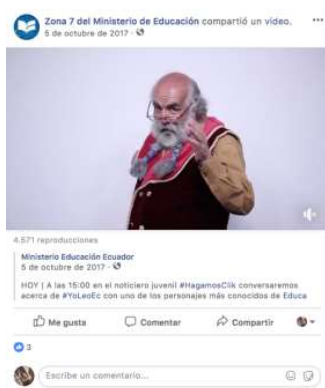 Zona 7 del Ministerio de Educación compartió un video.
5 de octubre de 2017 ·
4.571 reproducciones
Ministerio Educación Ecuador
5 de octubre de 2017 ·
HOY | A las 15:00 en el noticiero juvenil #HagamosClik conversaremos
acerca de #YoLeoEc con uno de los personajes más conocidos de Educa
Me gusta
Comentar
Compartir
3
Escribe un comentario...